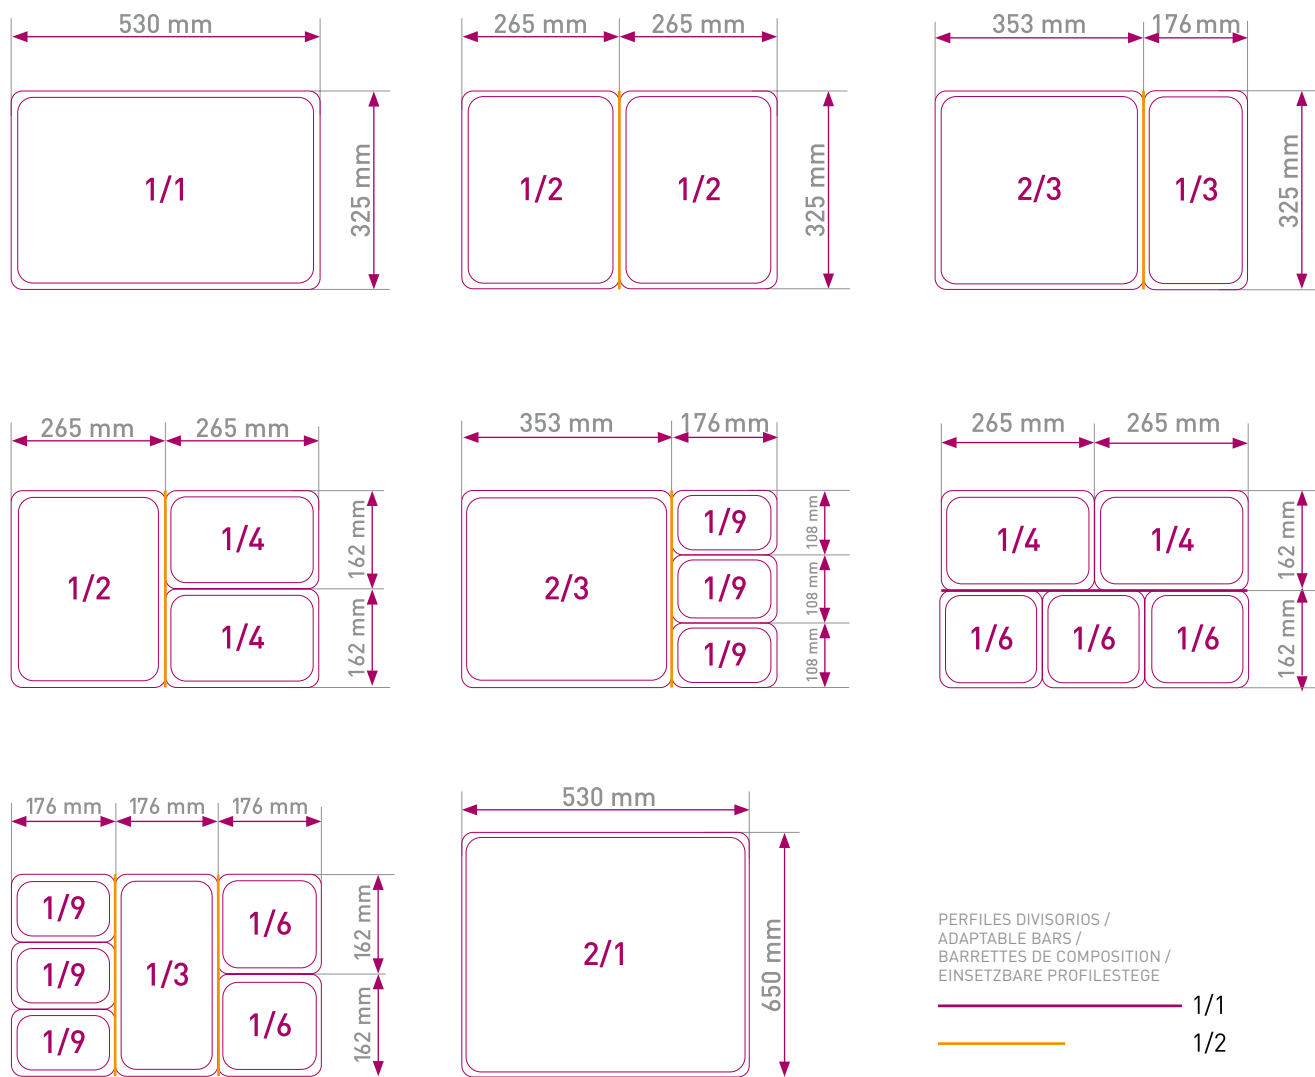 530 mm
265 mm 265 mm
353 mm 176 mm
1/1
325 mm
1/2 1/2
325 mm
2/3 1/3
325 mm
265 mm 265 mm
353 mm 176 mm
265 mm 265 mm
1/2
1/4
162 mm
1/4
162 mm
2/3
1/9
108 mm
1/9
108 mm
1/9
108 mm
1/4 1/4
162 mm
1/6 1/6 1/6
162 mm
176 mm 176 mm 176 mm
530 mm
1/9
1/9
1/9
1/3
1/6
162 mm
1/6
162 mm
2/1
650 mm
PERFILES DIVISORIOS /
ADAPTABLE BARS /
BARRETTES DE COMPOSITION /
EINSETZBARE PROFILESTEGE
1/1
1/2